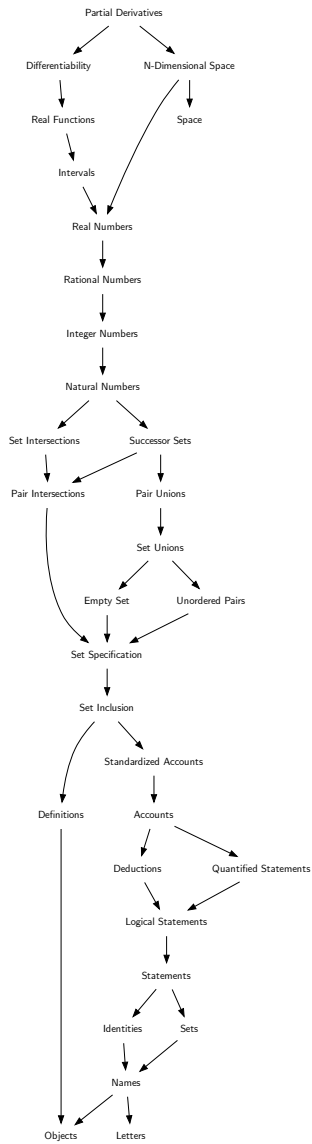 Partial Derivatives
Differentiability
N-Dimensional Space
Real Functions
Space
Intervals
Real Numbers
Rational Numbers
Integer Numbers
Natural Numbers
Set Intersections
Successor Sets
Pair Intersections
Pair Unions
Set Unions
Empty Set
Unordered Pairs
Set Specification
Set Inclusion
Standardized Accounts
Definitions
Accounts
Deductions
Quantified Statements
Logical Statements
Statements
Identities
Sets
Names
Objects
Letters